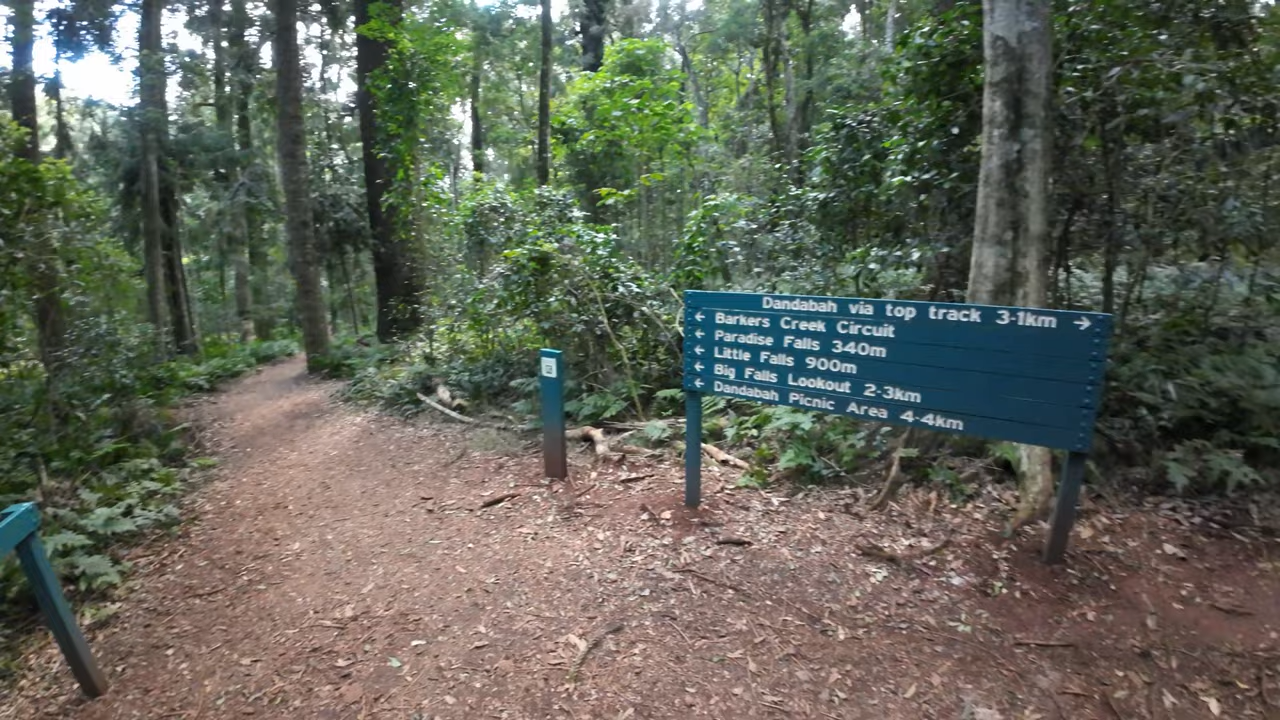 Dandabah via top track 3·1km →
← Barkers Creek Circuit
← Paradise Falls 340m
← Little Falls 900m
← Big Falls Lookout 2·3km
← Dandabah Picnic Area 4·4km